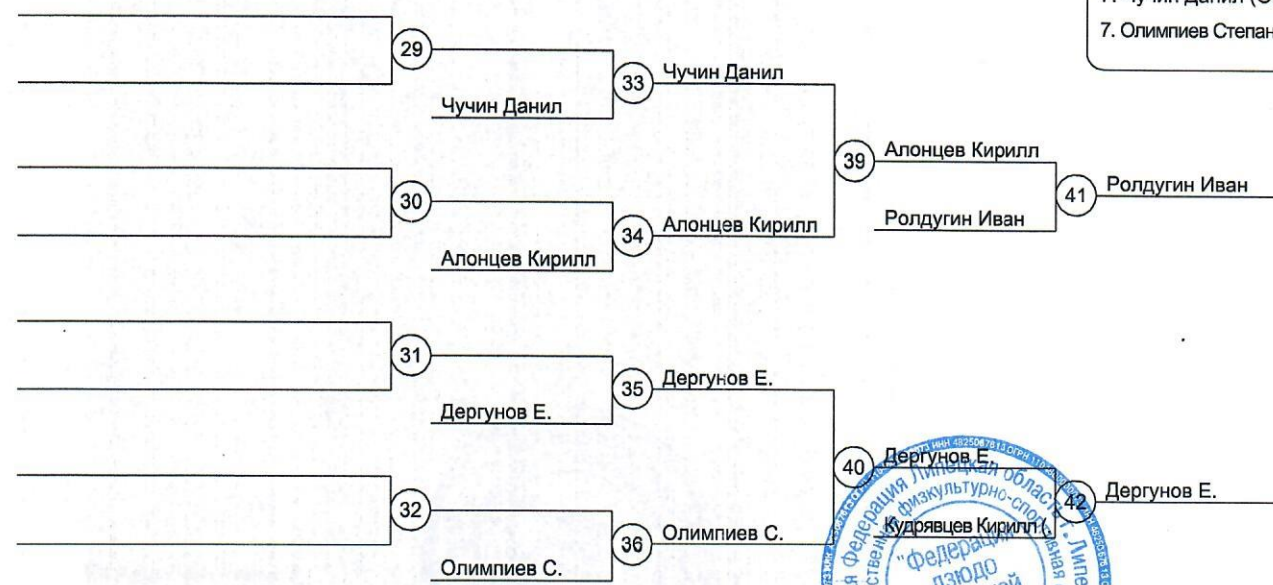 7. Олимпиев Степан
29
33
Чучин Данил
Чучин Данил
39
Алонцев Кирилл
30
41
Ролдугин Иван
34
Алонцев Кирилл
Ролдугин Иван
Алонцев Кирилл
31
35
Дергунов Е.
Дергунов Е.
40
Дергунов Е.
32
42
Дергунов Е.
36
Олимпиев С.
Кудрявцев Кирилл (
Олимпиев С.
Федерация Липецкая область, г.
физкультурно-спо
"Федерация
дзюдо